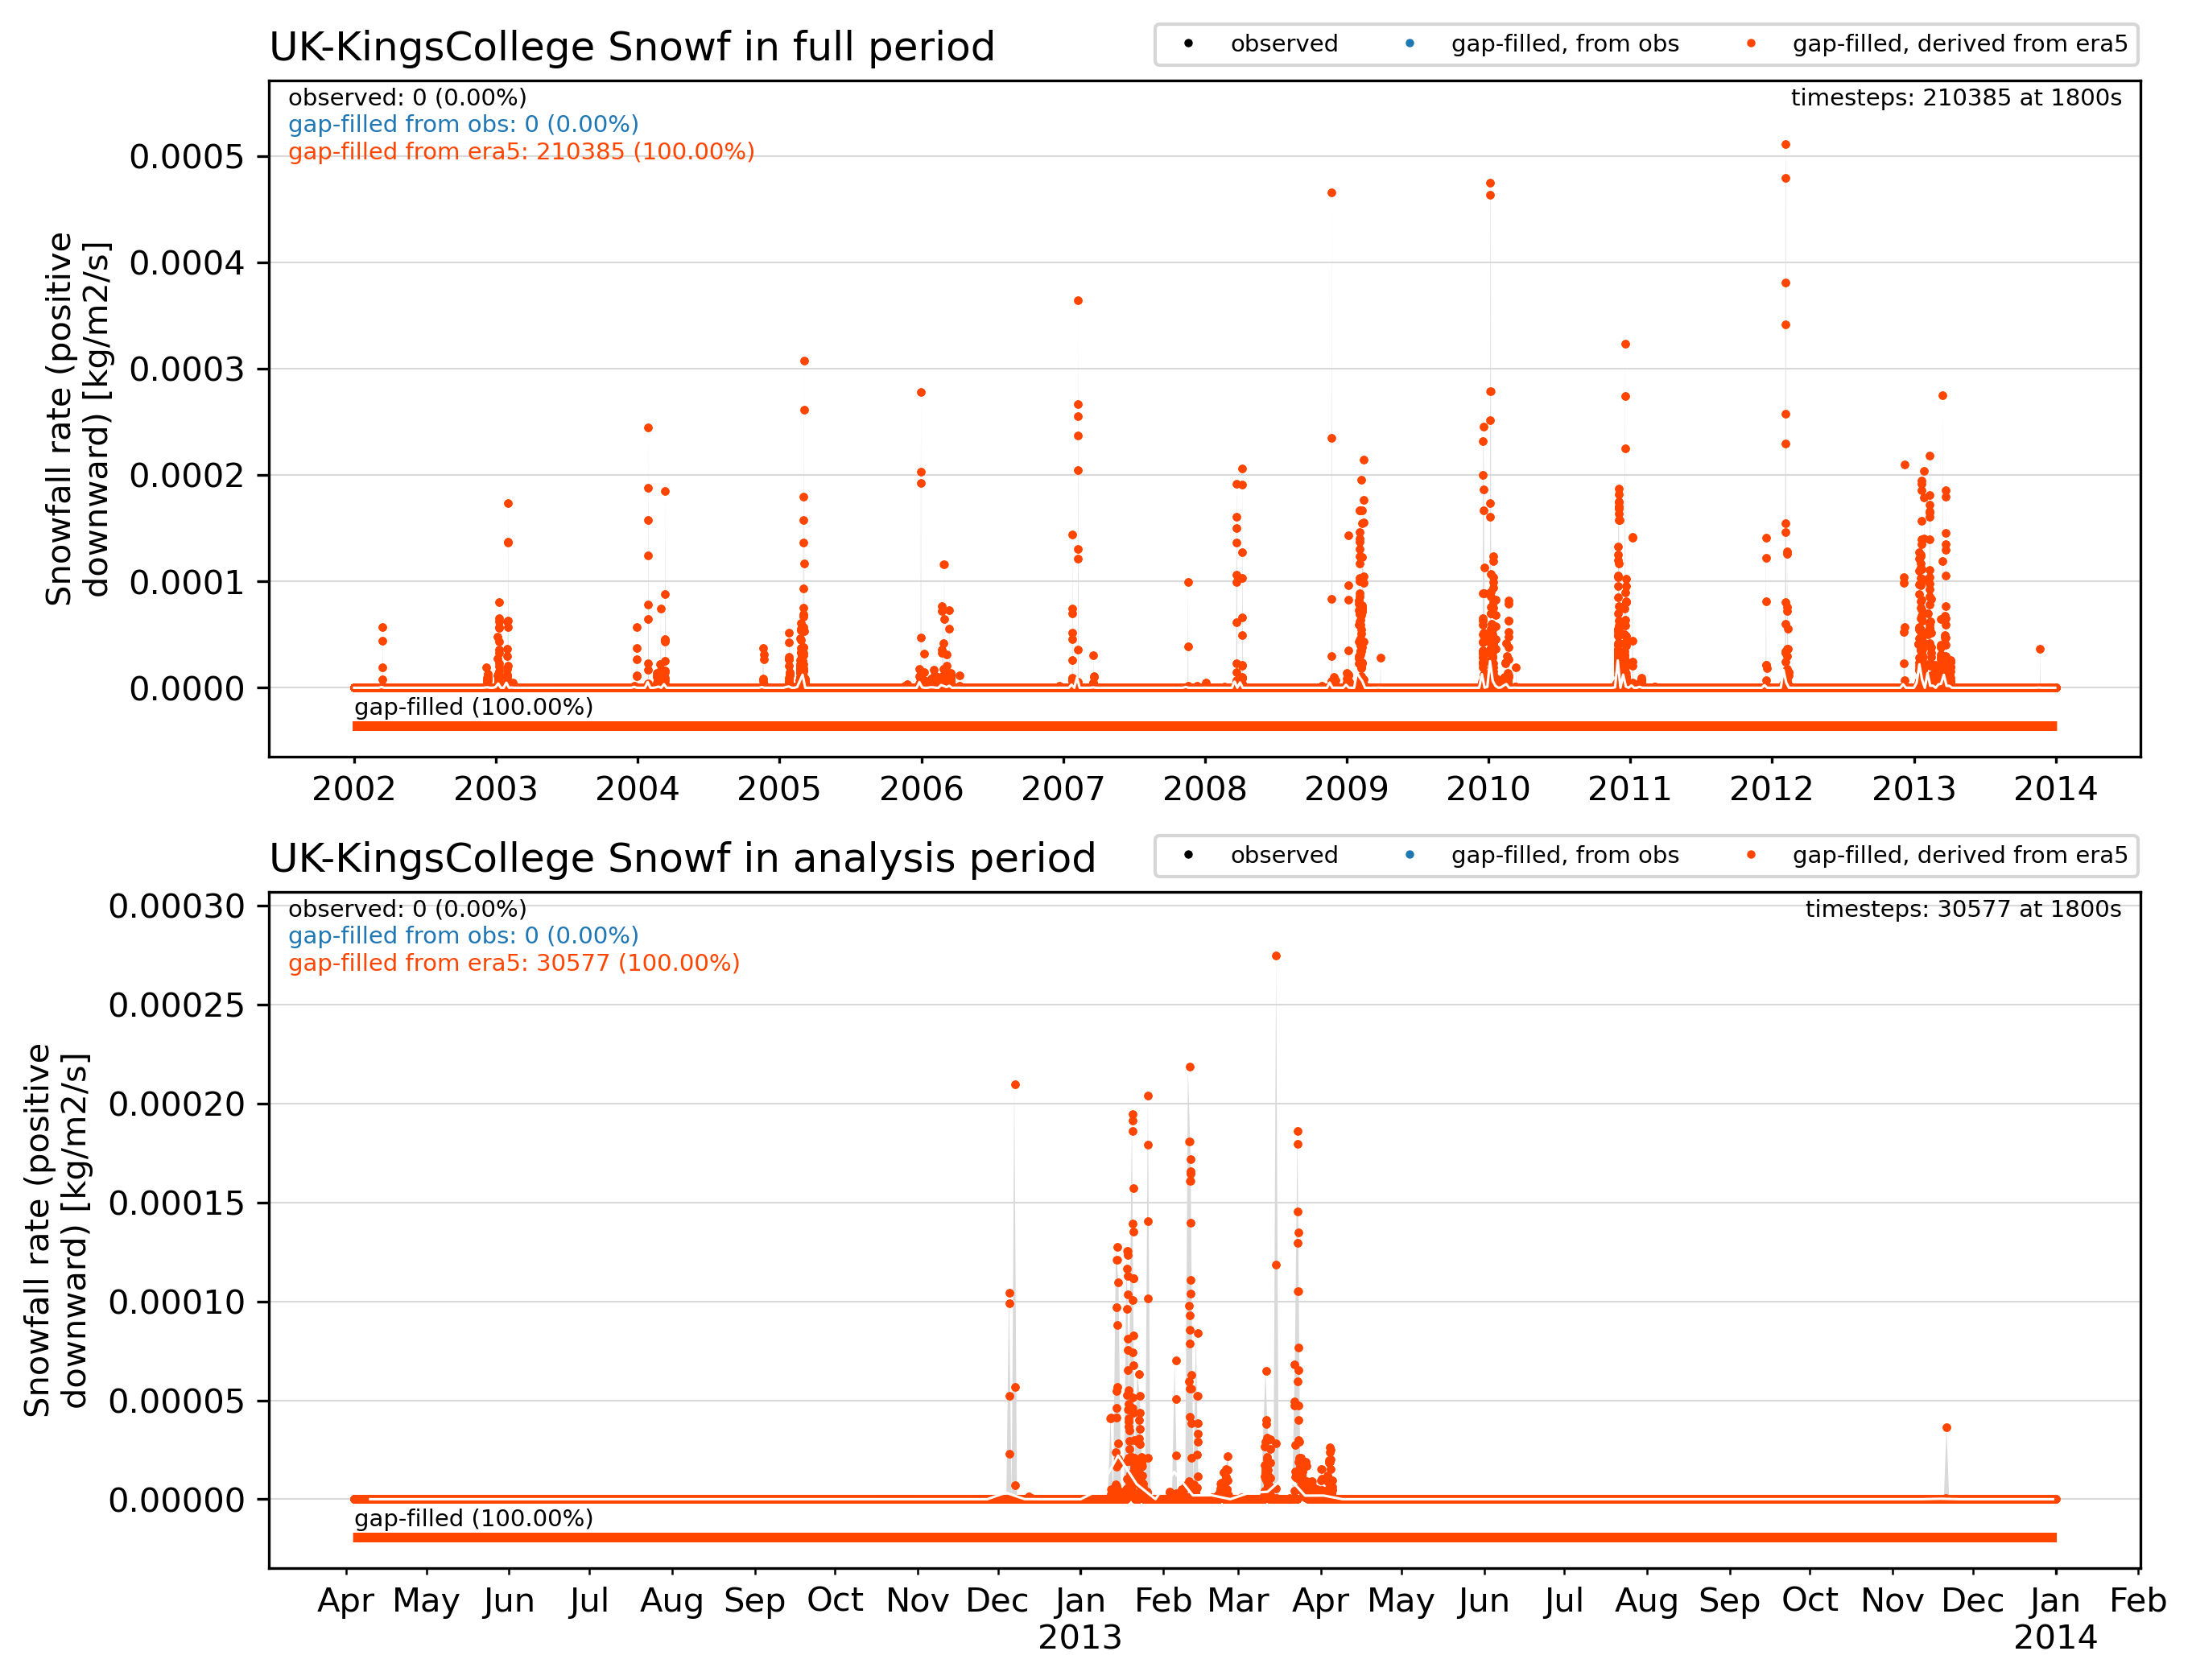 UK-KingsCollege Snowf in full period
observed
gap-filled, from obs
gap-filled, derived from era5
observed: 0 (0.00%)
gap-filled from obs: 0 (0.00%)
gap-filled from era5: 210385 (100.00%)
timesteps: 210385 at 1800s
Snowfall rate (positive
downward) [kg/m2/s]
0.0005
0.0004
0.0003
0.0002
0.0001
0.0000
gap-filled (100.00%)
2002 2003 2004 2005 2006 2007 2008 2009 2010 2011 2012 2013 2014
UK-KingsCollege Snowf in analysis period
observed
gap-filled, from obs
gap-filled, derived from era5
observed: 0 (0.00%)
gap-filled from obs: 0 (0.00%)
gap-filled from era5: 30577 (100.00%)
timesteps: 30577 at 1800s
Snowfall rate (positive
downward) [kg/m2/s]
0.00030
0.00025
0.00020
0.00015
0.00010
0.00005
0.00000
gap-filled (100.00%)
Apr May Jun Jul Aug Sep Oct Nov Dec Jan Feb Mar Apr May Jun Jul Aug Sep Oct Nov Dec Jan Feb
2013 2014